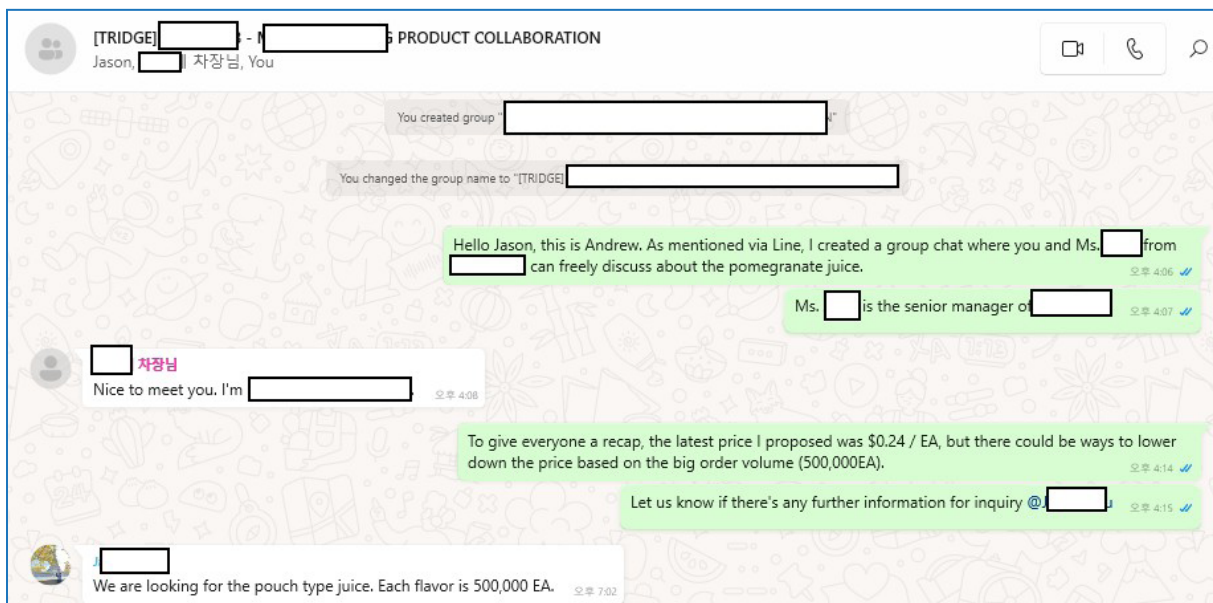 [TRIDGE] - PRODUCT COLLABORATION
Jason, 차장님, You
You created group "
You changed the group name to "[TRIDGE]
Hello Jason, this is Andrew. As mentioned via Line, I created a group chat where you and Ms. from
can freely discuss about the pomegranate juice.
오후 4:06
Ms. is the senior manager of
오후 4:07
차장님
Nice to meet you. I'm
오후 4:08
To give everyone a recap, the latest price I proposed was $0.24 / EA, but there could be ways to lower
down the price based on the big order volume (500,000EA).
오후 4:14
Let us know if there's any further information for inquiry
오후 4:15
We are looking for the pouch type juice. Each flavor is 500,000 EA.
오후 7:02